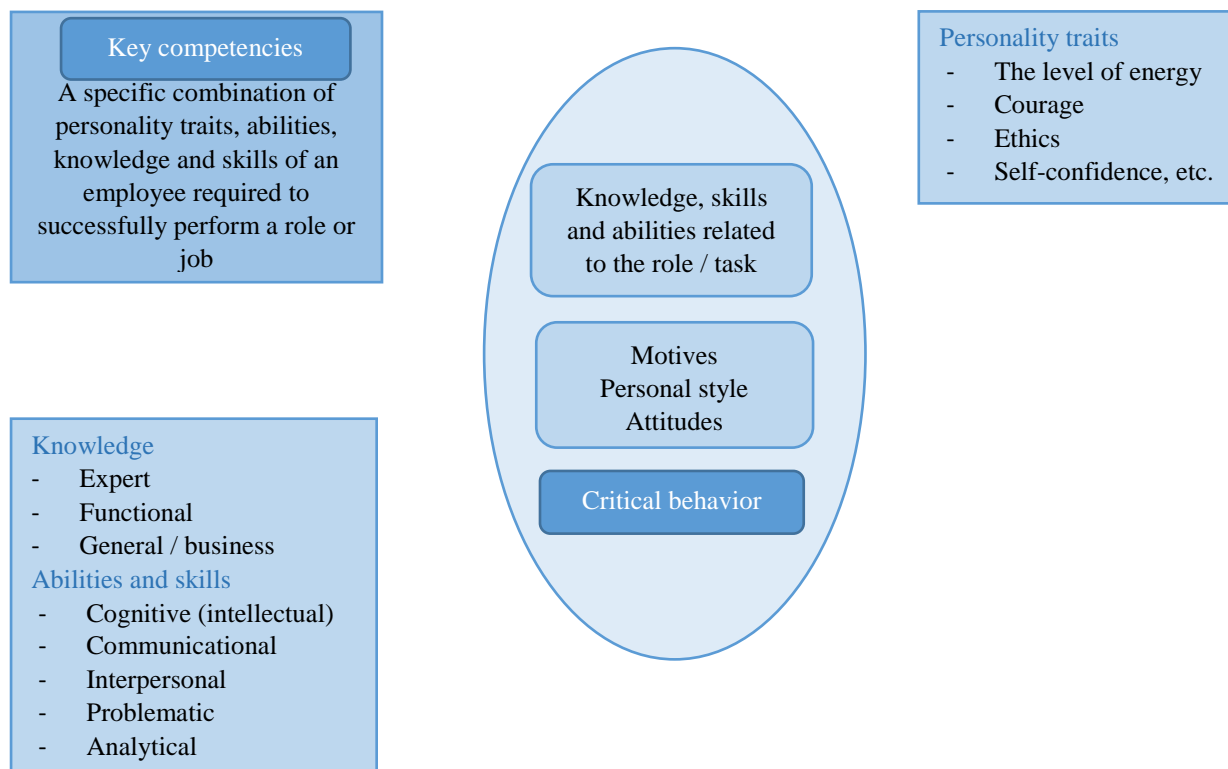 Key competencies
A specific combination of
personality traits, abilities,
knowledge and skills of an
employee required to
successfully perform a role or
job
Knowledge, skills
and abilities related
to the role / task
Motives
Personal style
Attitudes
Critical behavior
Personality traits
- The level of energy
- Courage
- Ethics
- Self-confidence, etc.
Knowledge
- Expert
- Functional
- General / business
Abilities and skills
- Cognitive (intellectual)
- Communicational
- Interpersonal
- Problematic
- Analytical